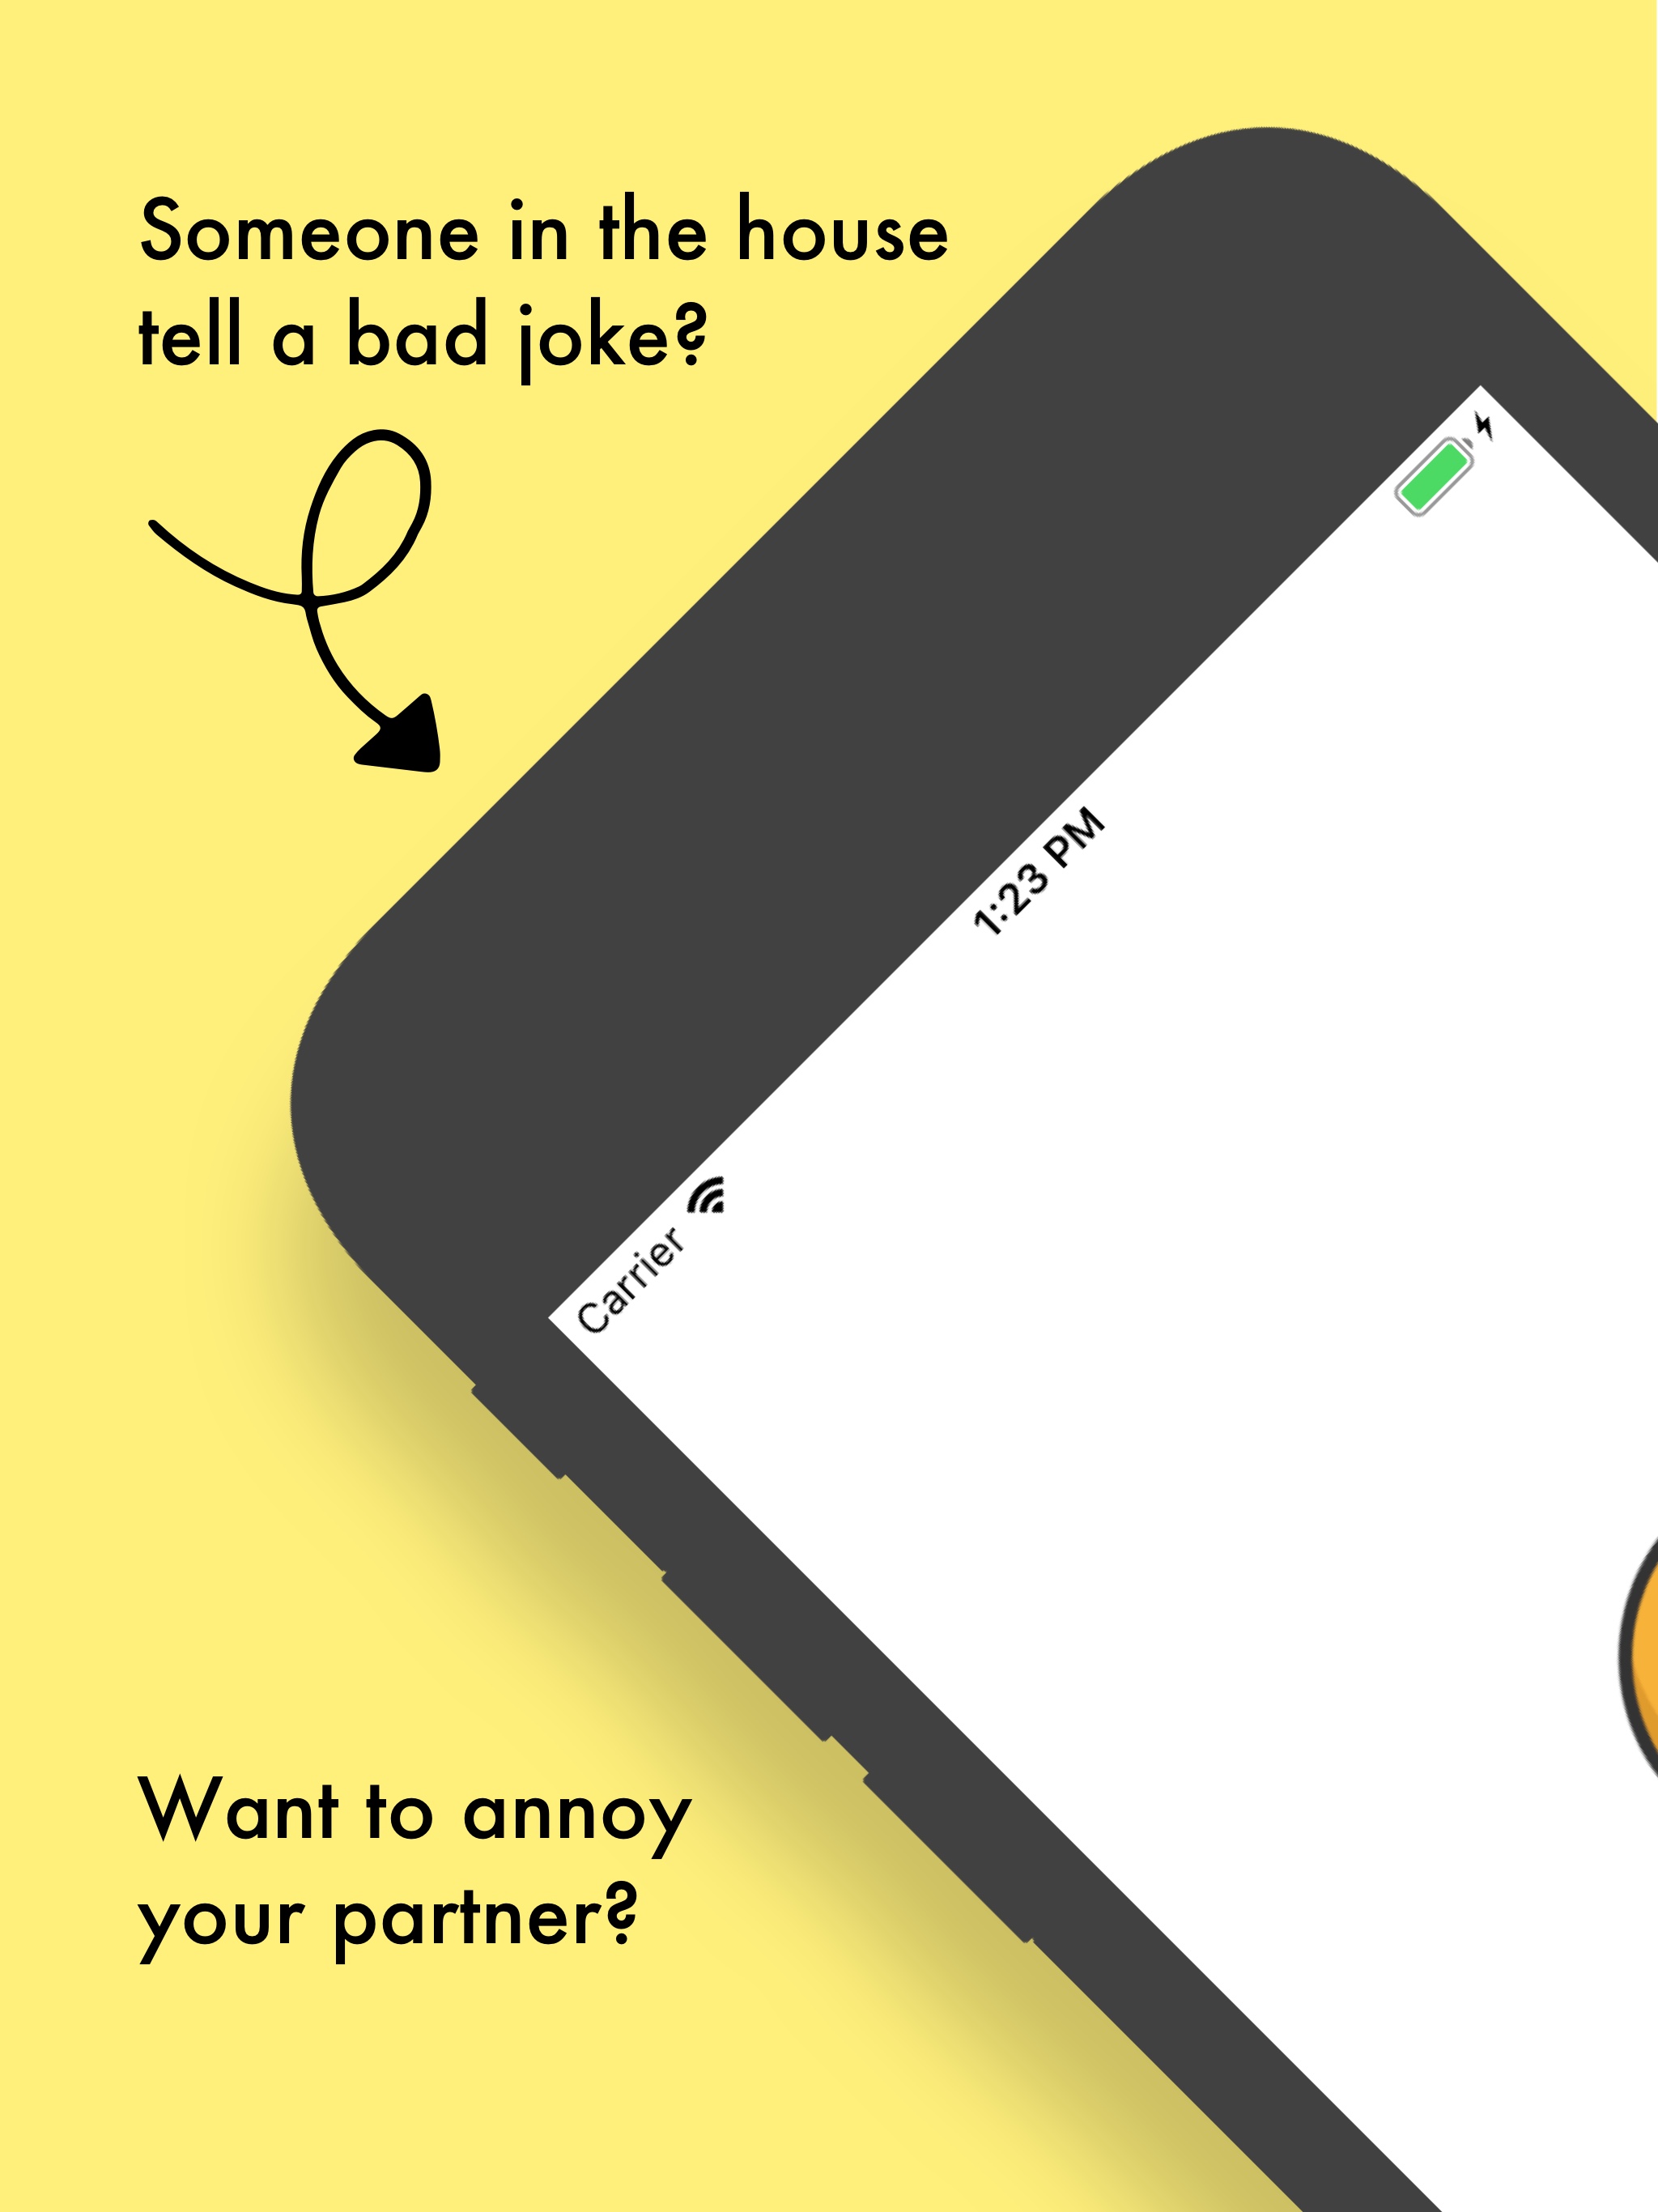 Someone in the house
tell a bad joke?
1:23 PM
Carrier
Want to annoy
your partner?